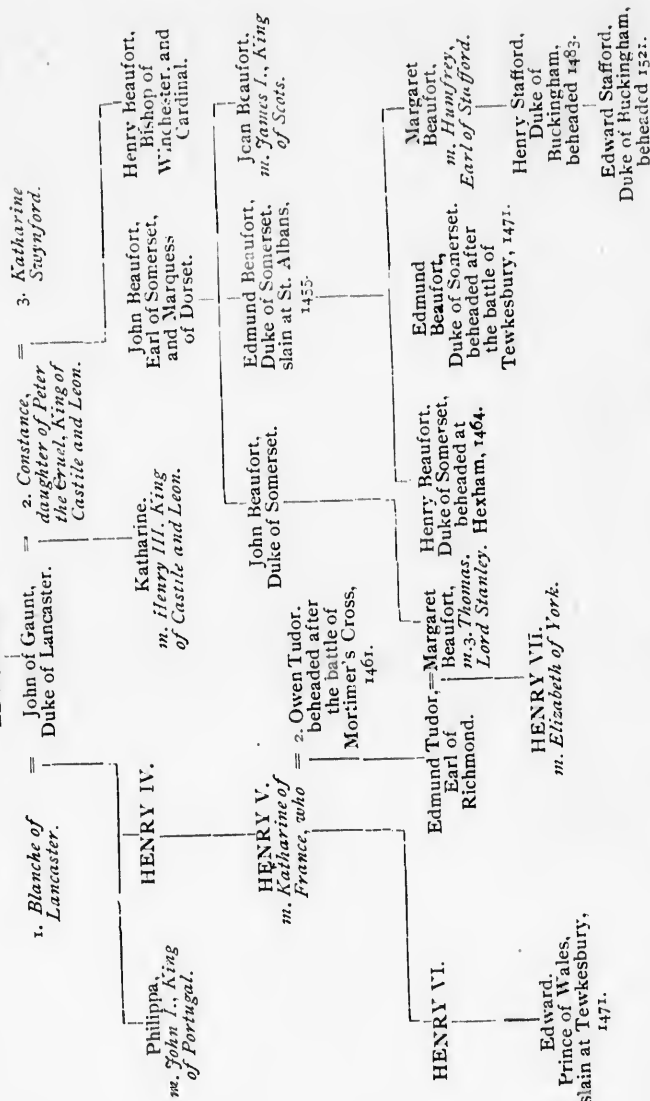 1. Blanche of
Lancaster.
=
John of Gaunt,
Duke of Lancaster.
=
2. Constance,
daughter of Peter
the Cruel, King of
Castile and Leon.
=
3. Katharine
Swynford.
Philippa,
m. John I., King
of Portugal.
HENRY IV.
Katharine.
m. Henry III. King
of Castile and Leon.
John Beaufort,
Earl of Somerset,
and Marquess
of Dorset.
Henry Beaufort,
Bishop of
Winchester, and
Cardinal.
HENRY V.
m. Katharine of
France, who
=
2. Owen Tudor.
beheaded after
the battle of
Mortimer's Cross,
1461.
John Beaufort,
Duke of Somerset.
Edmund Beaufort,
Duke of Somerset.
slain at St. Albans,
1455.
Joan Beaufort,
m. James I., King
of Scots.
HENRY VI.
Edmund Tudor,
Earl of
Richmond.
=
Margaret
Beaufort,
m. 3. Thomas.
Lord Stanley.
Henry Beaufort,
Duke of Somerset,
beheaded at
Hexham, 1464.
Edmund
Beaufort,
Duke of Somerset.
beheaded after
the battle of
Tewkesbury, 1471.
Margaret
Beaufort,
m. Humfrey,
Earl of Stafford.
Edward.
Prince of Wales,
slain at Tewkesbury,
1471.
HENRY VII.
m. Elizabeth of York.
Henry Stafford,
Duke of
Buckingham,
beheaded 1483.
Edward Stafford,
Duke of Buckingham,
beheaded 1521.